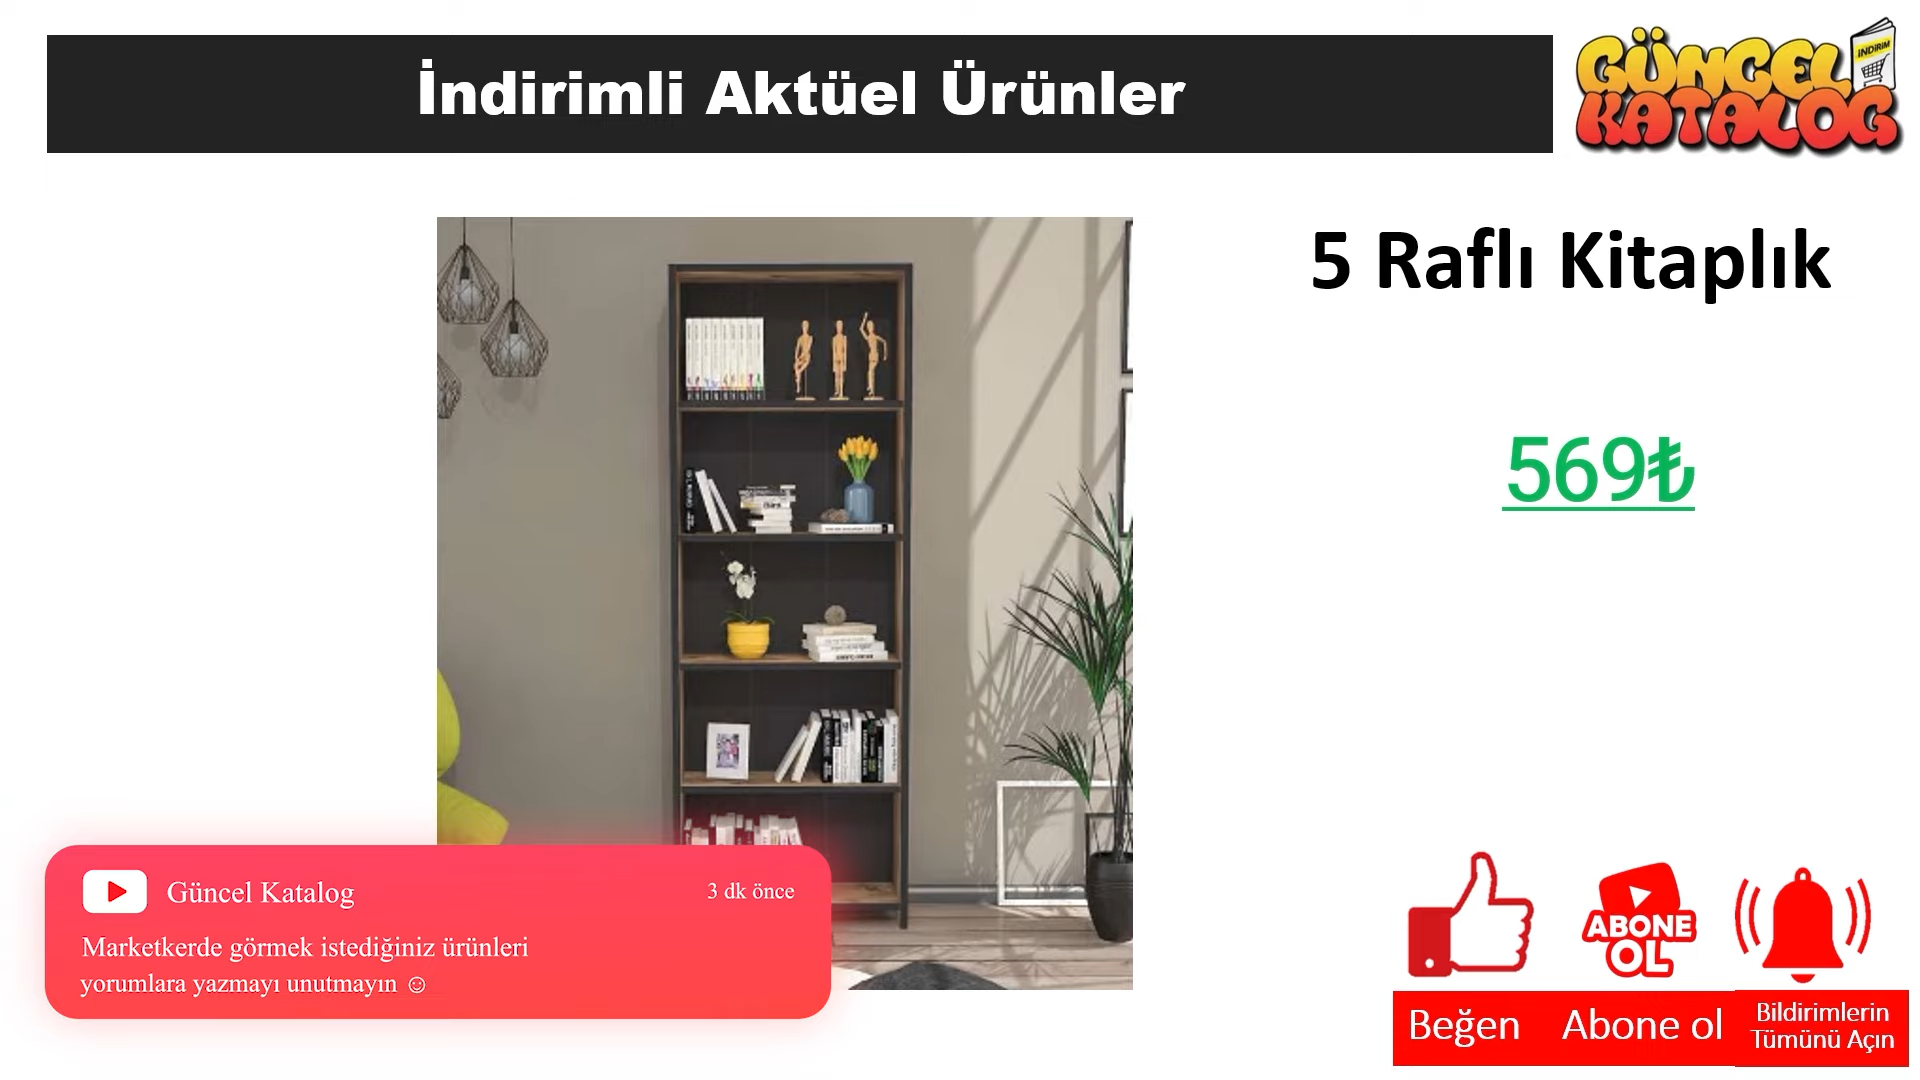 İndirimli Aktüel Ürünler
GÜNCEL
KATALOG
İNDİRİM
5 Raflı Kitaplık
569₺
Güncel Katalog
3 dk önce
Marketkerde görmek istediğiniz ürünleri
yorumlara yazmayı unutmayın ☺
ABONE
OL
Beğen
Abone ol
Bildirimlerin
Tümünü Açın